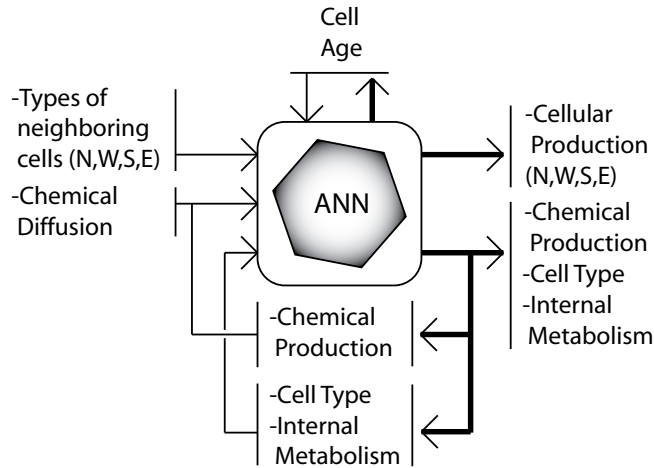 Cell
Age
-Types of
neighboring
cells (N,W,S,E)
-Chemical
Diffusion
ANN
-Cellular
Production
(N,W,S,E)
-Chemical
Production
-Cell Type
-Internal
Metabolism
-Chemical
Production
-Cell Type
-Internal
Metabolism